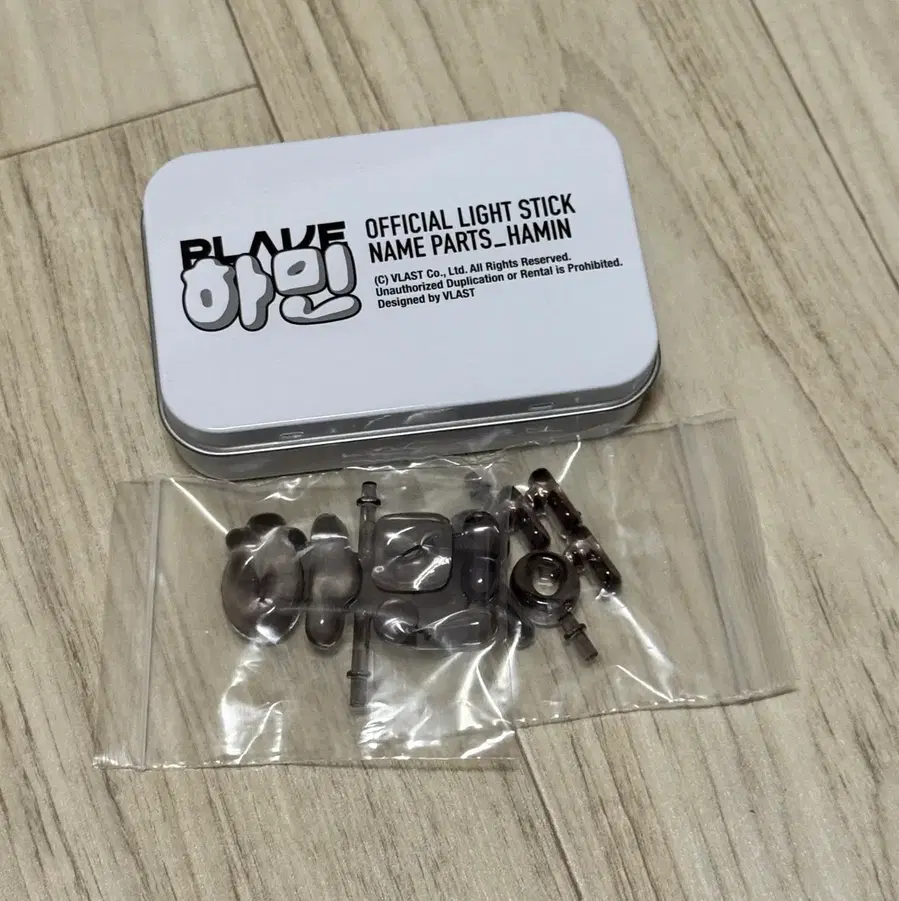 PLAVE
하민
OFFICIAL LIGHT STICK
NAME PARTS_HAMIN
(C) VLAST Co., Ltd. All Rights Reserved.
Unauthorized Duplication or Rental is Prohibited.
Designed by VLAST